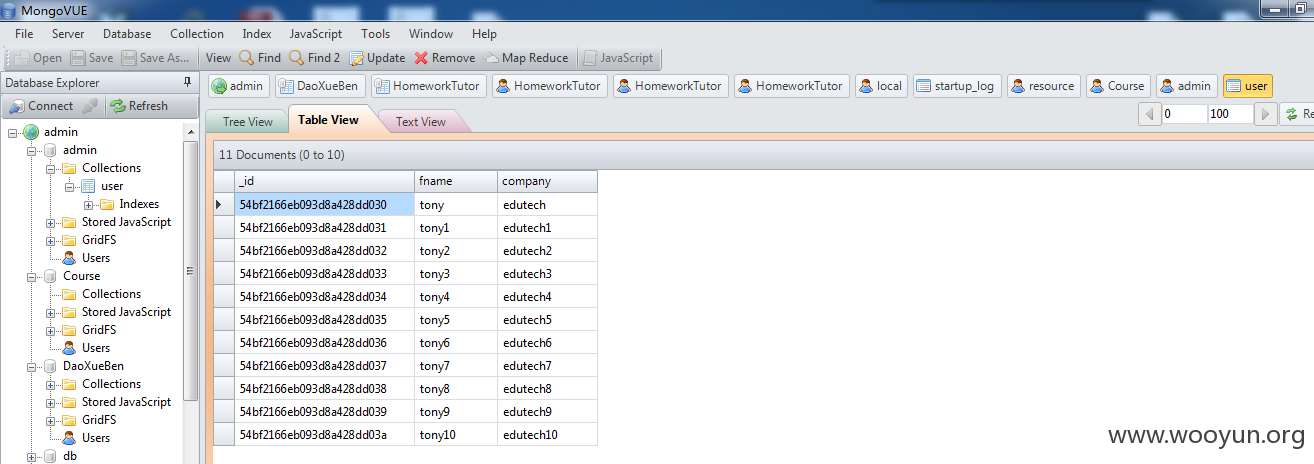 MongoVUE
File Server Database Collection Index JavaScript Tools Window Help
Open Save Save As... View Find Find 2 Update Remove Map Reduce JavaScript
Database Explorer
Connect Refresh
admin DaoXueBen HomeworkTutor HomeworkTutor HomeworkTutor HomeworkTutor local startup_log resource Course admin user
0 100 Re
Tree View Table View Text View
11 Documents (0 to 10)
admin
admin
Collections
user
Indexes
Stored JavaScript
GridFS
Users
Course
Collections
Stored JavaScript
GridFS
Users
DaoXueBen
Collections
Stored JavaScript
GridFS
Users
db
_id fname company
54bf2166eb093d8a428dd030 tony edutech
54bf2166eb093d8a428dd031 tony1 edutech1
54bf2166eb093d8a428dd032 tony2 edutech2
54bf2166eb093d8a428dd033 tony3 edutech3
54bf2166eb093d8a428dd034 tony4 edutech4
54bf2166eb093d8a428dd035 tony5 edutech5
54bf2166eb093d8a428dd036 tony6 edutech6
54bf2166eb093d8a428dd037 tony7 edutech7
54bf2166eb093d8a428dd038 tony8 edutech8
54bf2166eb093d8a428dd039 tony9 edutech9
54bf2166eb093d8a428dd03a tony10 edutech10
www.wooyun.org